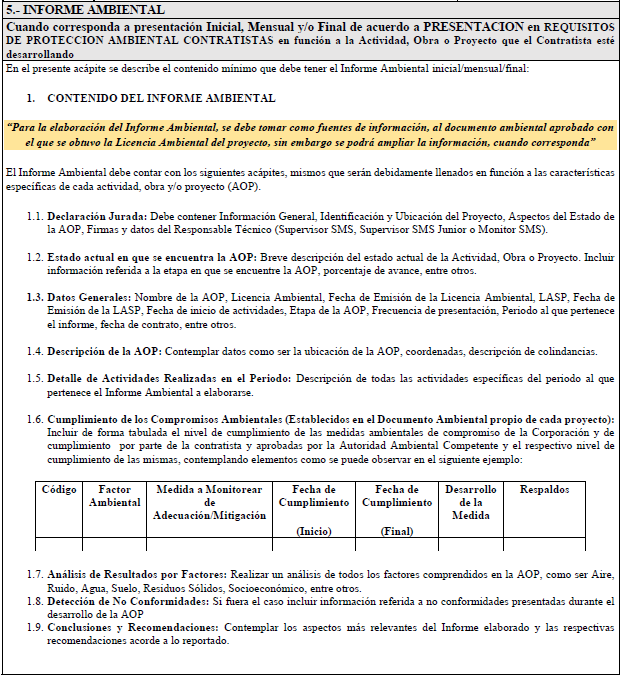 5.- INFORME AMBIENTAL
Cuando corresponda a presentación Inicial, Mensual y/o Final de acuerdo a PRESENTACION en REQUISITOS
DE PROTECCION AMBIENTAL CONTRATISTAS en función a la Actividad, Obra o Proyecto que el Contratista esté
desarrollando
En el presente acápite se describe el contenido mínimo que debe tener el Informe Ambiental inicial/mensual/final:
1. CONTENIDO DEL INFORME AMBIENTAL
“Para la elaboración del Informe Ambiental, se debe tomar como fuentes de información, al documento ambiental aprobado con
el que se obtuvo la Licencia Ambiental del proyecto, sin embargo se podrá ampliar la información, cuando corresponda”
El Informe Ambiental debe contar con los siguientes acápites, mismos que serán debidamente llenados en función a las características
específicas de cada actividad, obra y/o proyecto (AOP).
1.1. Declaración Jurada: Debe contener Información General, Identificación y Ubicación del Proyecto, Aspectos del Estado de
la AOP, Firmas y datos del Responsable Técnico (Supervisor SMS, Supervisor SMS Junior o Monitor SMS).
1.2. Estado actual en que se encuentra la AOP: Breve descripción del estado actual de la Actividad, Obra o Proyecto. Incluir
información referida a la etapa en que se encuentre la AOP, porcentaje de avance, entre otros.
1.3. Datos Generales: Nombre de la AOP, Licencia Ambiental, Fecha de Emisión de la Licencia Ambiental, LASP, Fecha de
Emisión de la LASP, Fecha de inicio de actividades, Etapa de la AOP, Frecuencia de presentación, Periodo al que pertenece
el informe, fecha de contrato, entre otros.
1.4. Descripción de la AOP: Contemplar datos como ser la ubicación de la AOP, coordenadas, descripción de colindancias.
1.5. Detalle de Actividades Realizadas en el Periodo: Descripción de todas las actividades específicas del periodo al que
pertenece el Informe Ambiental a elaborarse.
1.6. Cumplimiento de los Compromisos Ambientales (Establecidos en el Documento Ambiental propio de cada proyecto):
Incluir de forma tabulada el nivel de cumplimiento de las medidas ambientales de compromiso de la Corporación y de
cumplimiento por parte de la contratista y aprobadas por la Autoridad Ambiental Competente y el respectivo nivel de
cumplimiento de las mismas, contemplando elementos como se puede observar en el siguiente ejemplo:
Código Factor Medida a Monitorear Fecha de Fecha de Desarrollo Respaldos
Ambiental de Cumplimiento Cumplimiento de la
Adecuación/Mitigación Medida
(Inicio) (Final)
1.7. Análisis de Resultados por Factores: Realizar un análisis de todos los factores comprendidos en la AOP, como ser Aire,
Ruido, Agua, Suelo, Residuos Sólidos, Socioeconómico, entre otros.
1.8. Detección de No Conformidades: Si fuera el caso incluir información referida a no conformidades presentadas durante el
desarrollo de la AOP
1.9. Conclusiones y Recomendaciones: Contemplar los aspectos más relevantes del Informe elaborado y las respectivas
recomendaciones acorde a lo reportado.